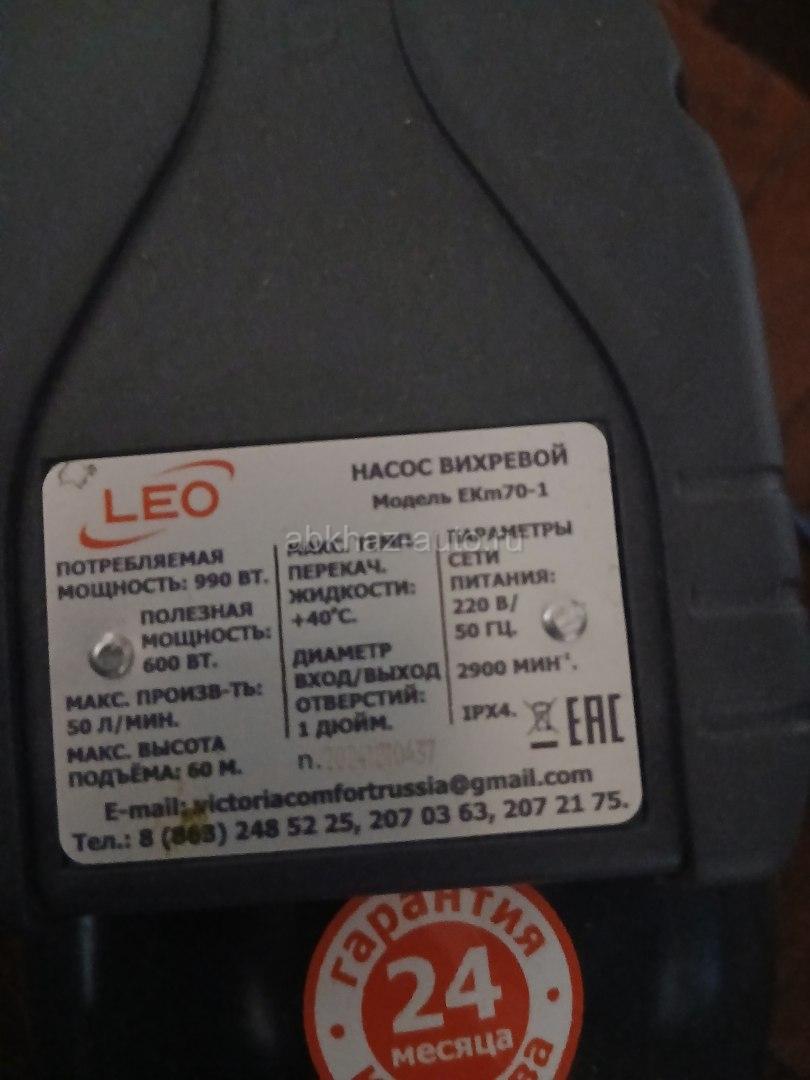 LEO
НАСОС ВИХРЕВОЙ
Модель EKm70-1
ПОТРЕБЛЯЕМАЯ
МОЩНОСТЬ: 990 ВТ.
ПОЛЕЗНАЯ
МОЩНОСТЬ:
600 ВТ.
МАКС. ПРОИЗВ-ТЬ:
50 Л/МИН.
МАКС. ВЫСОТА
ПОДЪЁМА: 60 М.
МАКС. ТЕМП.
ПЕРЕКАЧ.
ЖИДКОСТИ:
+40°С.
ДИАМЕТР
ВХОД/ВЫХОД
ОТВЕРСТИЙ:
1 ДЮЙМ.
ПАРАМЕТРЫ
СЕТИ
ПИТАНИЯ:
220 В/
50 ГЦ.
2900 МИН⁻¹.
IPX4.
EAC
n.
E-mail: victoriacomfortrussia@gmail.com
Тел.: 8 (863) 248 52 25, 207 03 63, 207 21 75.
abkhaz-auto.ru
гарантия
24
месяца